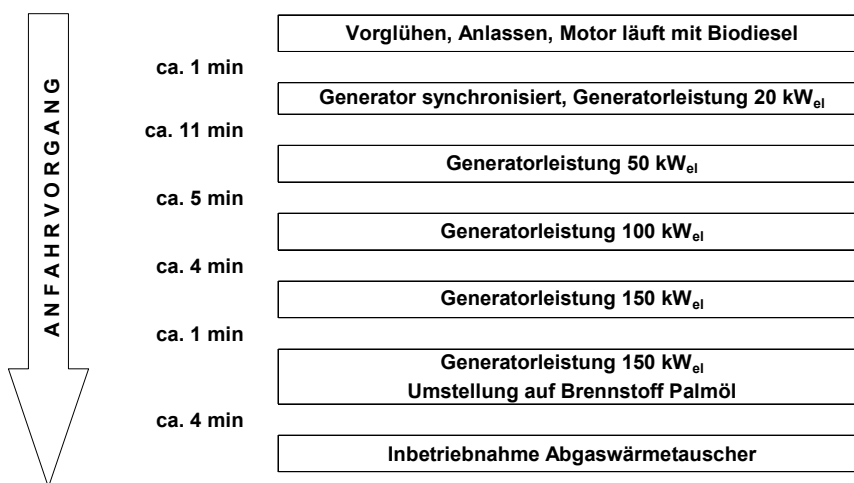 ANFAHRVORGANG
Vorglühen, Anlassen, Motor läuft mit Biodiesel
ca. 1 min
Generator synchronisiert, Generatorleistung 20 kWel
ca. 11 min
Generatorleistung 50 kWel
ca. 5 min
Generatorleistung 100 kWel
ca. 4 min
Generatorleistung 150 kWel
ca. 1 min
Generatorleistung 150 kWel
Umstellung auf Brennstoff Palmöl
ca. 4 min
Inbetriebnahme Abgaswärmetauscher